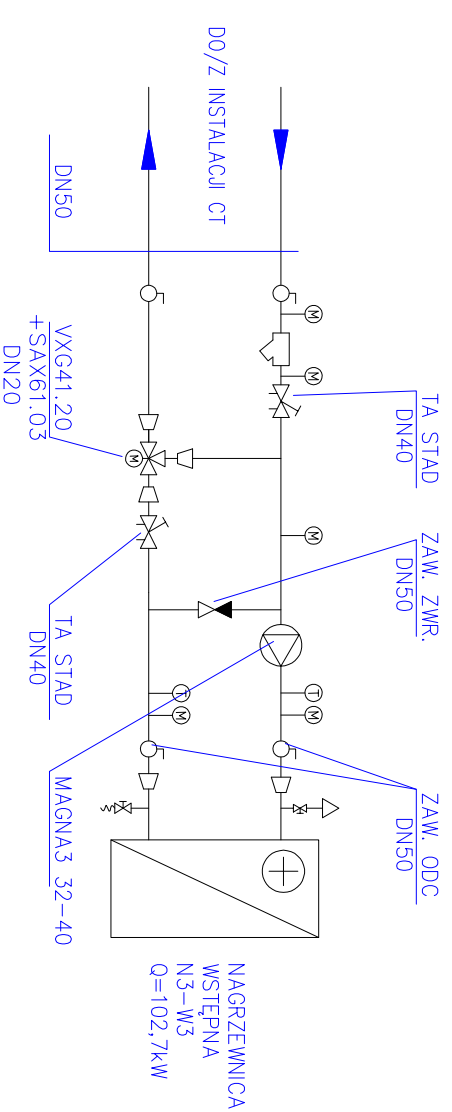 DO/Z INSTALACJI CT
DN50
VXG41.20
+SAX61.03
DN20
TA STAD
DN40
ZAW. ZWR.
DN50
ZAW. ODC
DN50
TA STAD
DN40
MAGNA3 32-40
NAGRZEWNICA
WSTĘPNA
N3-W3
Q=102,7kW
M
M
M
M
T
M
T
M